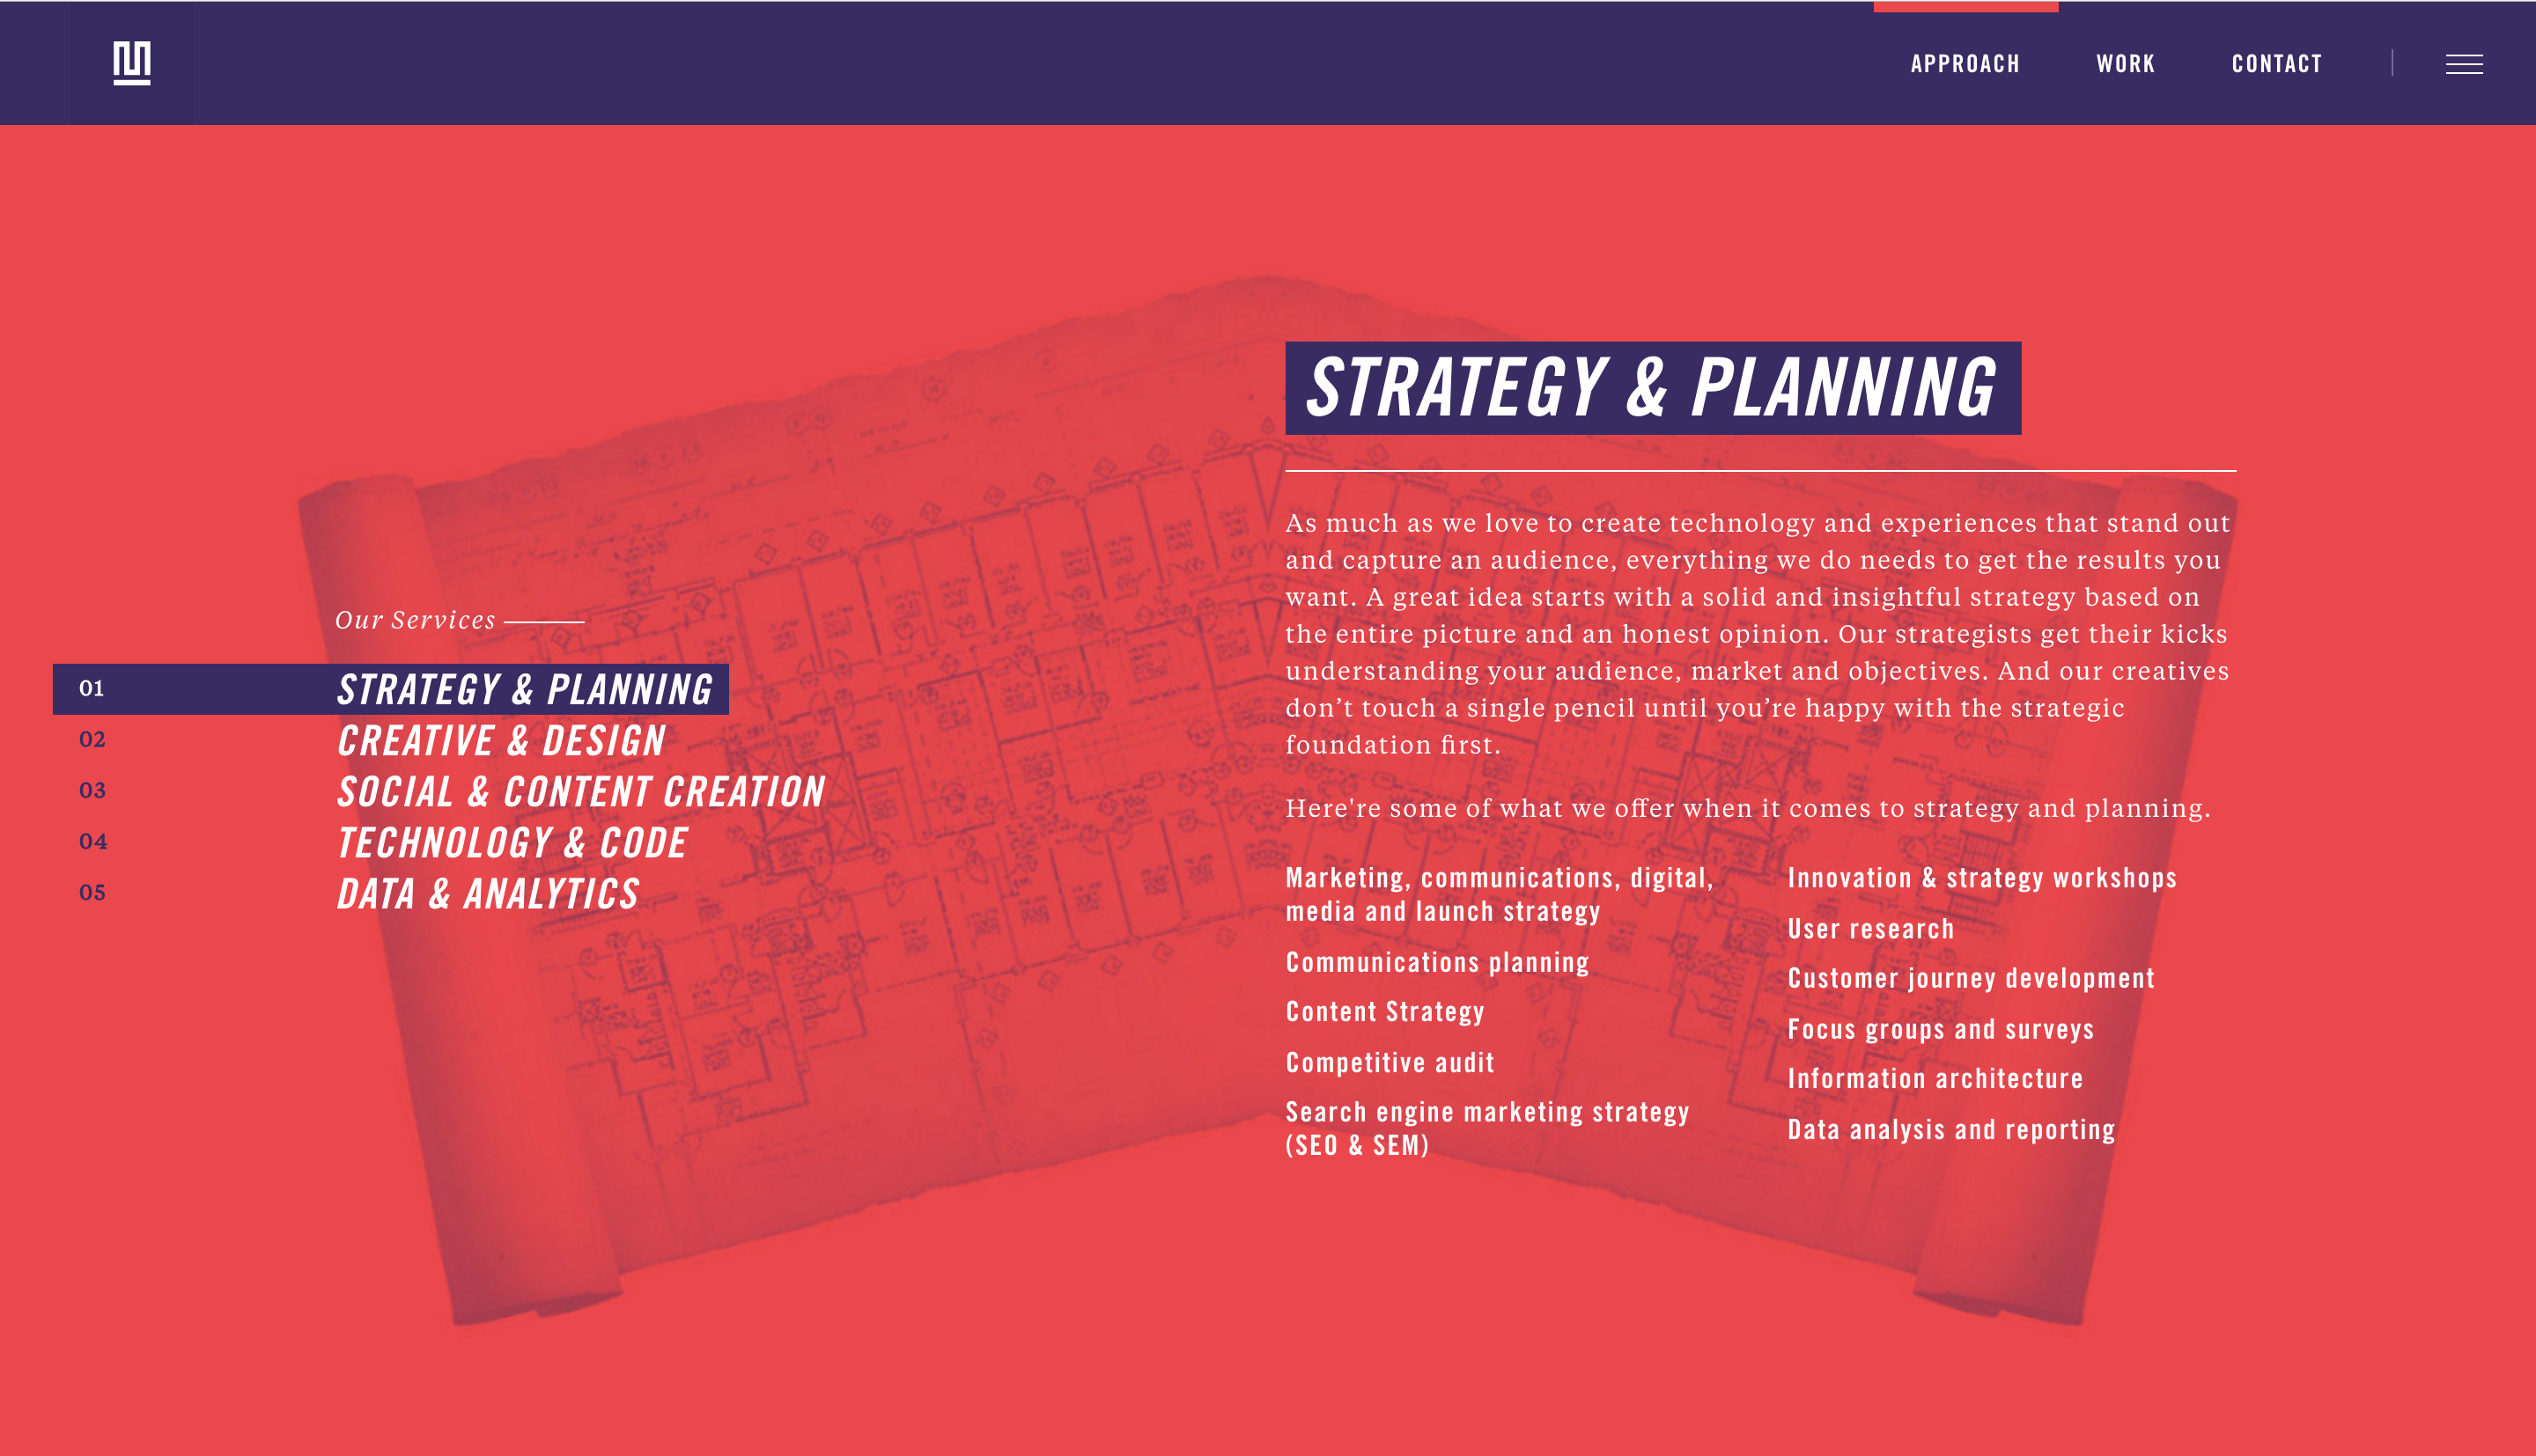 APPROACH WORK CONTACT
Our Services
01 STRATEGY & PLANNING
02 CREATIVE & DESIGN
03 SOCIAL & CONTENT CREATION
04 TECHNOLOGY & CODE
05 DATA & ANALYTICS
STRATEGY & PLANNING
As much as we love to create technology and experiences that stand out
and capture an audience, everything we do needs to get the results you
want. A great idea starts with a solid and insightful strategy based on
the entire picture and an honest opinion. Our strategists get their kicks
understanding your audience, market and objectives. And our creatives
don’t touch a single pencil until you’re happy with the strategic
foundation first.
Here're some of what we offer when it comes to strategy and planning.
Marketing, communications, digital,
media and launch strategy
Communications planning
Content Strategy
Competitive audit
Search engine marketing strategy
(SEO & SEM)
Innovation & strategy workshops
User research
Customer journey development
Focus groups and surveys
Information architecture
Data analysis and reporting